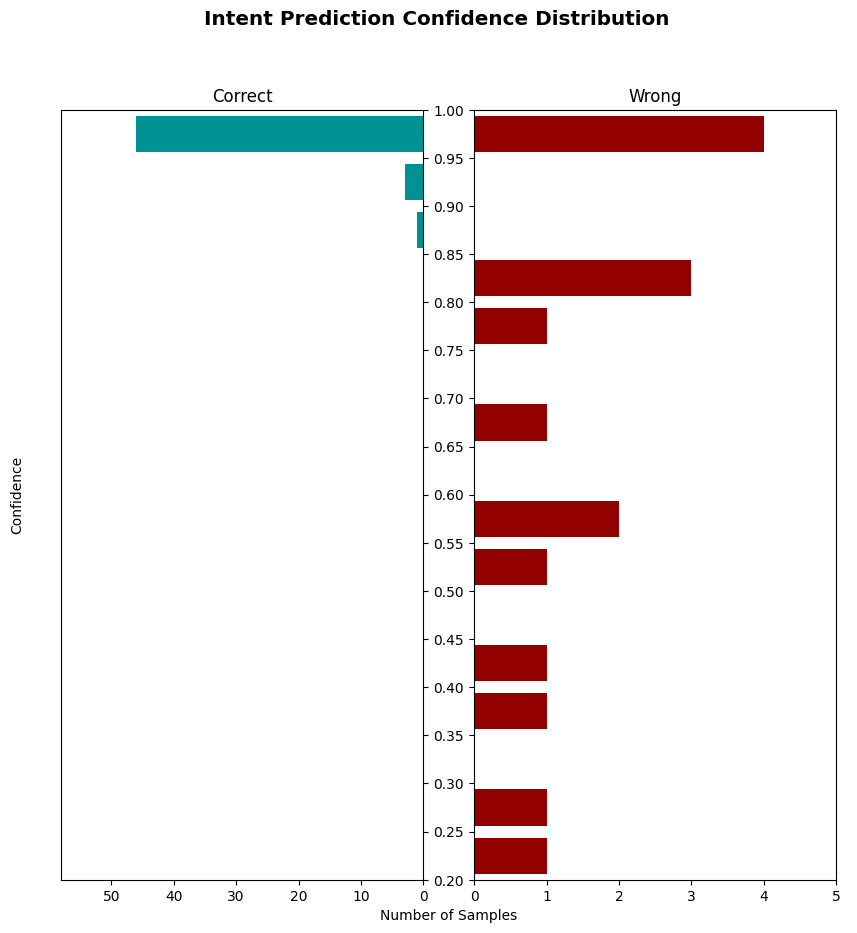 Intent Prediction Confidence Distribution
Correct
Wrong
Confidence
1.00
0.95
0.90
0.85
0.80
0.75
0.70
0.65
0.60
0.55
0.50
0.45
0.40
0.35
0.30
0.25
0.20
50 40 30 20 10 0
0 1 2 3 4 5
Number of Samples